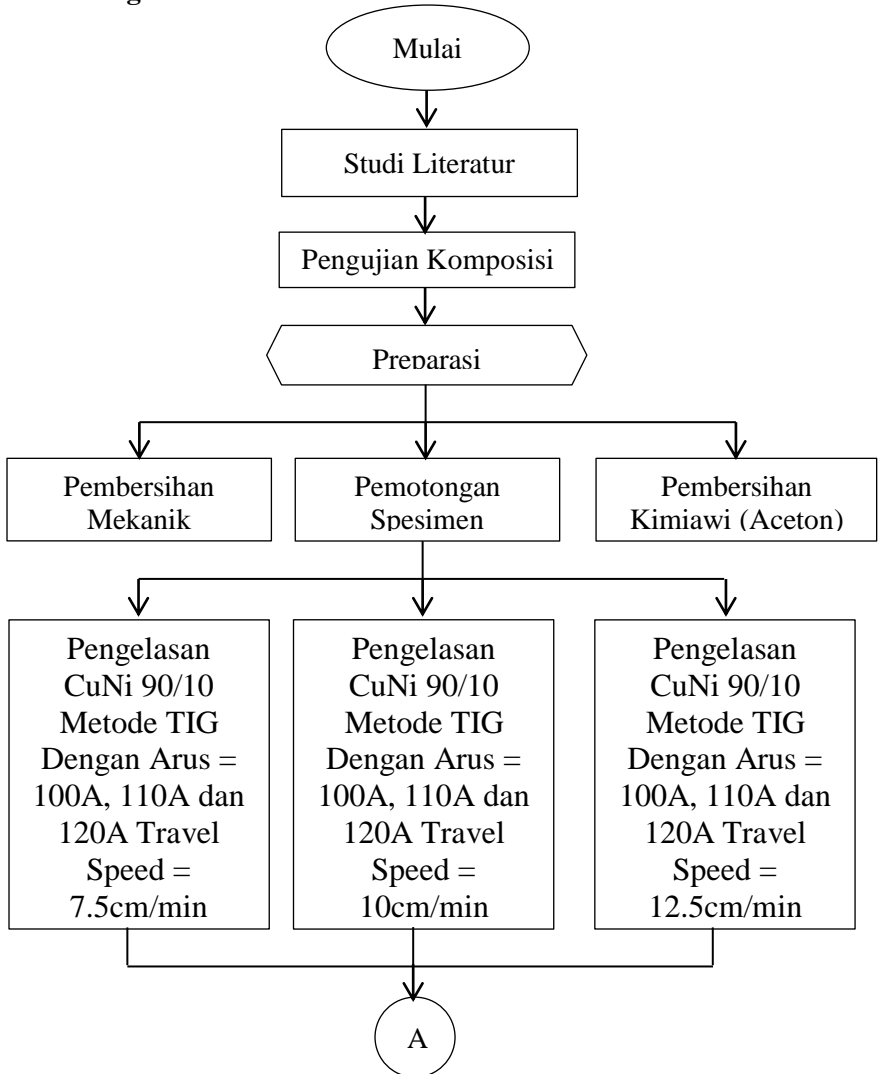 Mulai
Studi Literatur
Pengujian Komposisi
Preparasi
Pembersihan
Mekanik
Pemotongan
Spesimen
Pembersihan
Kimiawi (Aceton)
Pengelasan
CuNi 90/10
Metode TIG
Dengan Arus =
100A, 110A dan
120A Travel
Speed =
7.5cm/min
Pengelasan
CuNi 90/10
Metode TIG
Dengan Arus =
100A, 110A dan
120A Travel
Speed =
10cm/min
Pengelasan
CuNi 90/10
Metode TIG
Dengan Arus =
100A, 110A dan
120A Travel
Speed =
12.5cm/min
A